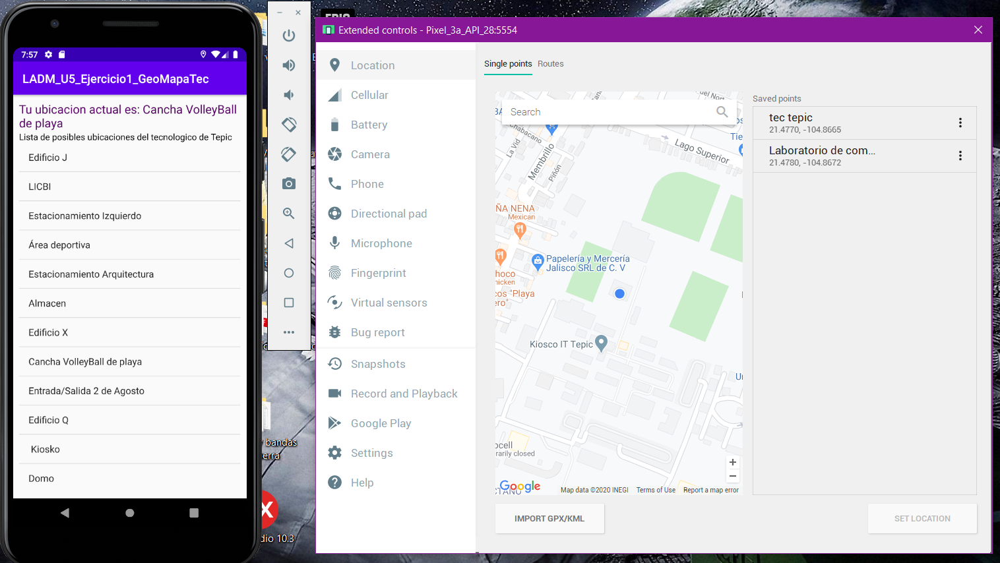 7:57
LADM_U5_Ejercicio1_GeoMapaTec
Tu ubicacion actual es: Cancha VolleyBall
de playa
Lista de posibles ubicaciones del tecnologico de Tepic
Edificio J
LICBI
Estacionamiento Izquierdo
Área deportiva
Estacionamiento Arquitectura
Almacen
Edificio X
Cancha VolleyBall de playa
Entrada/Salida 2 de Agosto
Edificio Q
Kiosko
Domo
bandas
erra
dio 10.3
Extended controls - Pixel_3a_API_28:5554
Location
Cellular
Battery
Camera
Phone
Directional pad
Microphone
Fingerprint
Virtual sensors
Bug report
Snapshots
Record and Playback
Google Play
Settings
Help
Single points
Routes
Search
Chabacano
La Vid
Membrillo
Piñón
Lago Superior
Tie
ÑA NENA
Mexican
Papelería y Mercería
Jalisco SRL de C. V
hoco
hicken
cos "Playa
ero"
Kiosco IT Tepic
Ur
ocell
rarily closed
Google
Map data ©2020 INEGI
Terms of Use
Report a map error
IMPORT GPX/KML
Saved points
tec tepic
21.4770, -104.8665
Laboratorio de com...
21.4780, -104.8672
SET LOCATION